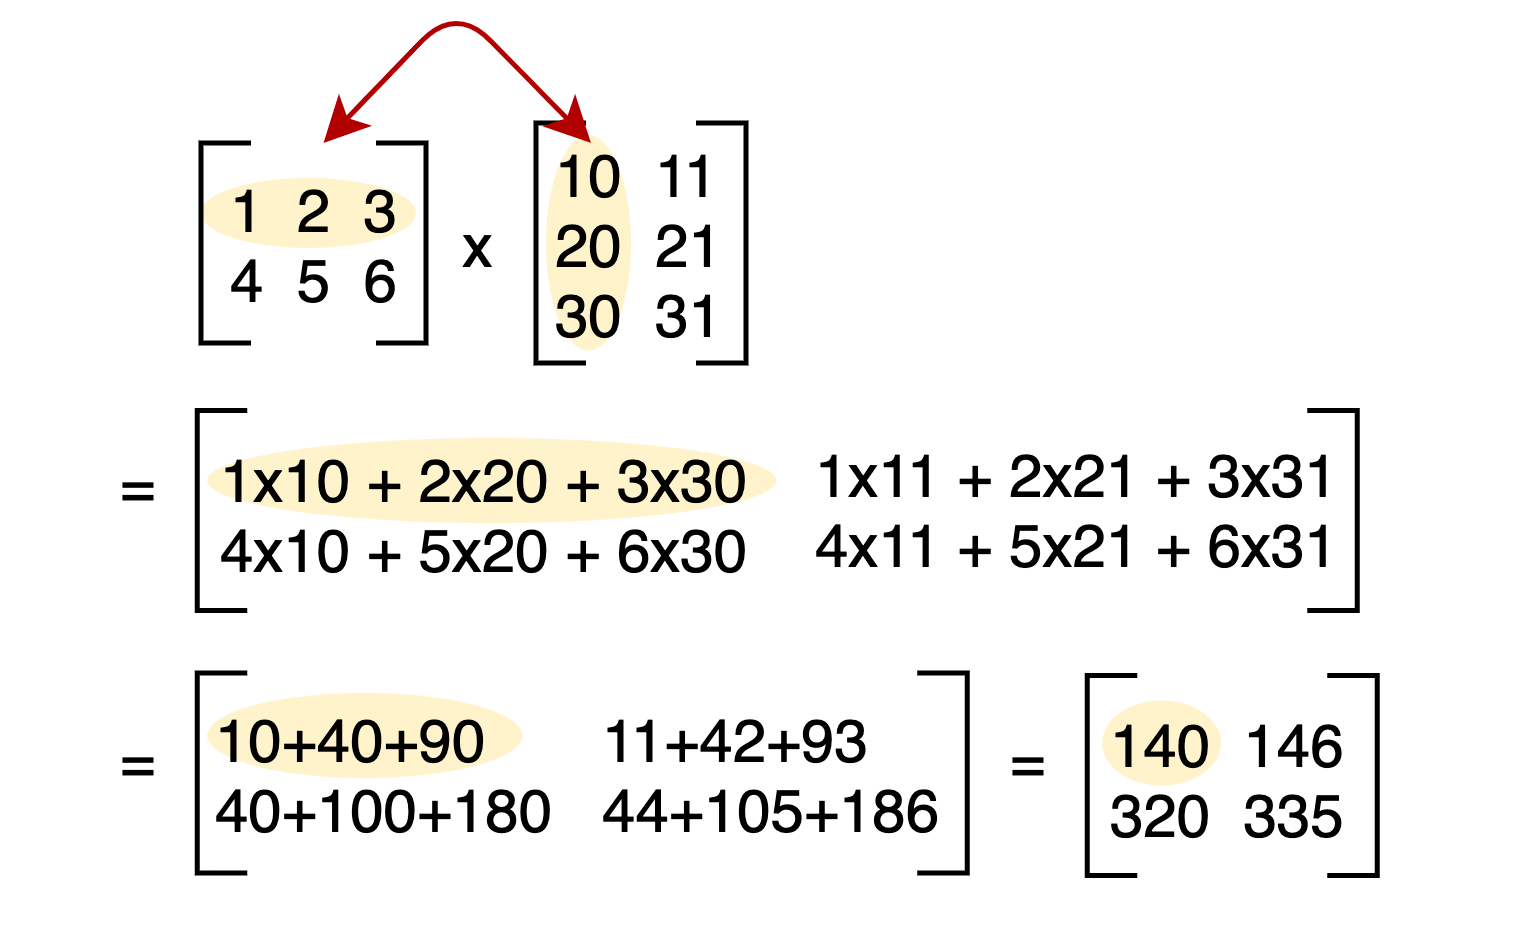 1 2 3 x 10 11
4 5 6 20 21
30 31
= 1x10 + 2x20 + 3x30 1x11 + 2x21 + 3x31
4x10 + 5x20 + 6x30 4x11 + 5x21 + 6x31
= 10+40+90 11+42+93 = 140 146
40+100+180 44+105+186 320 335